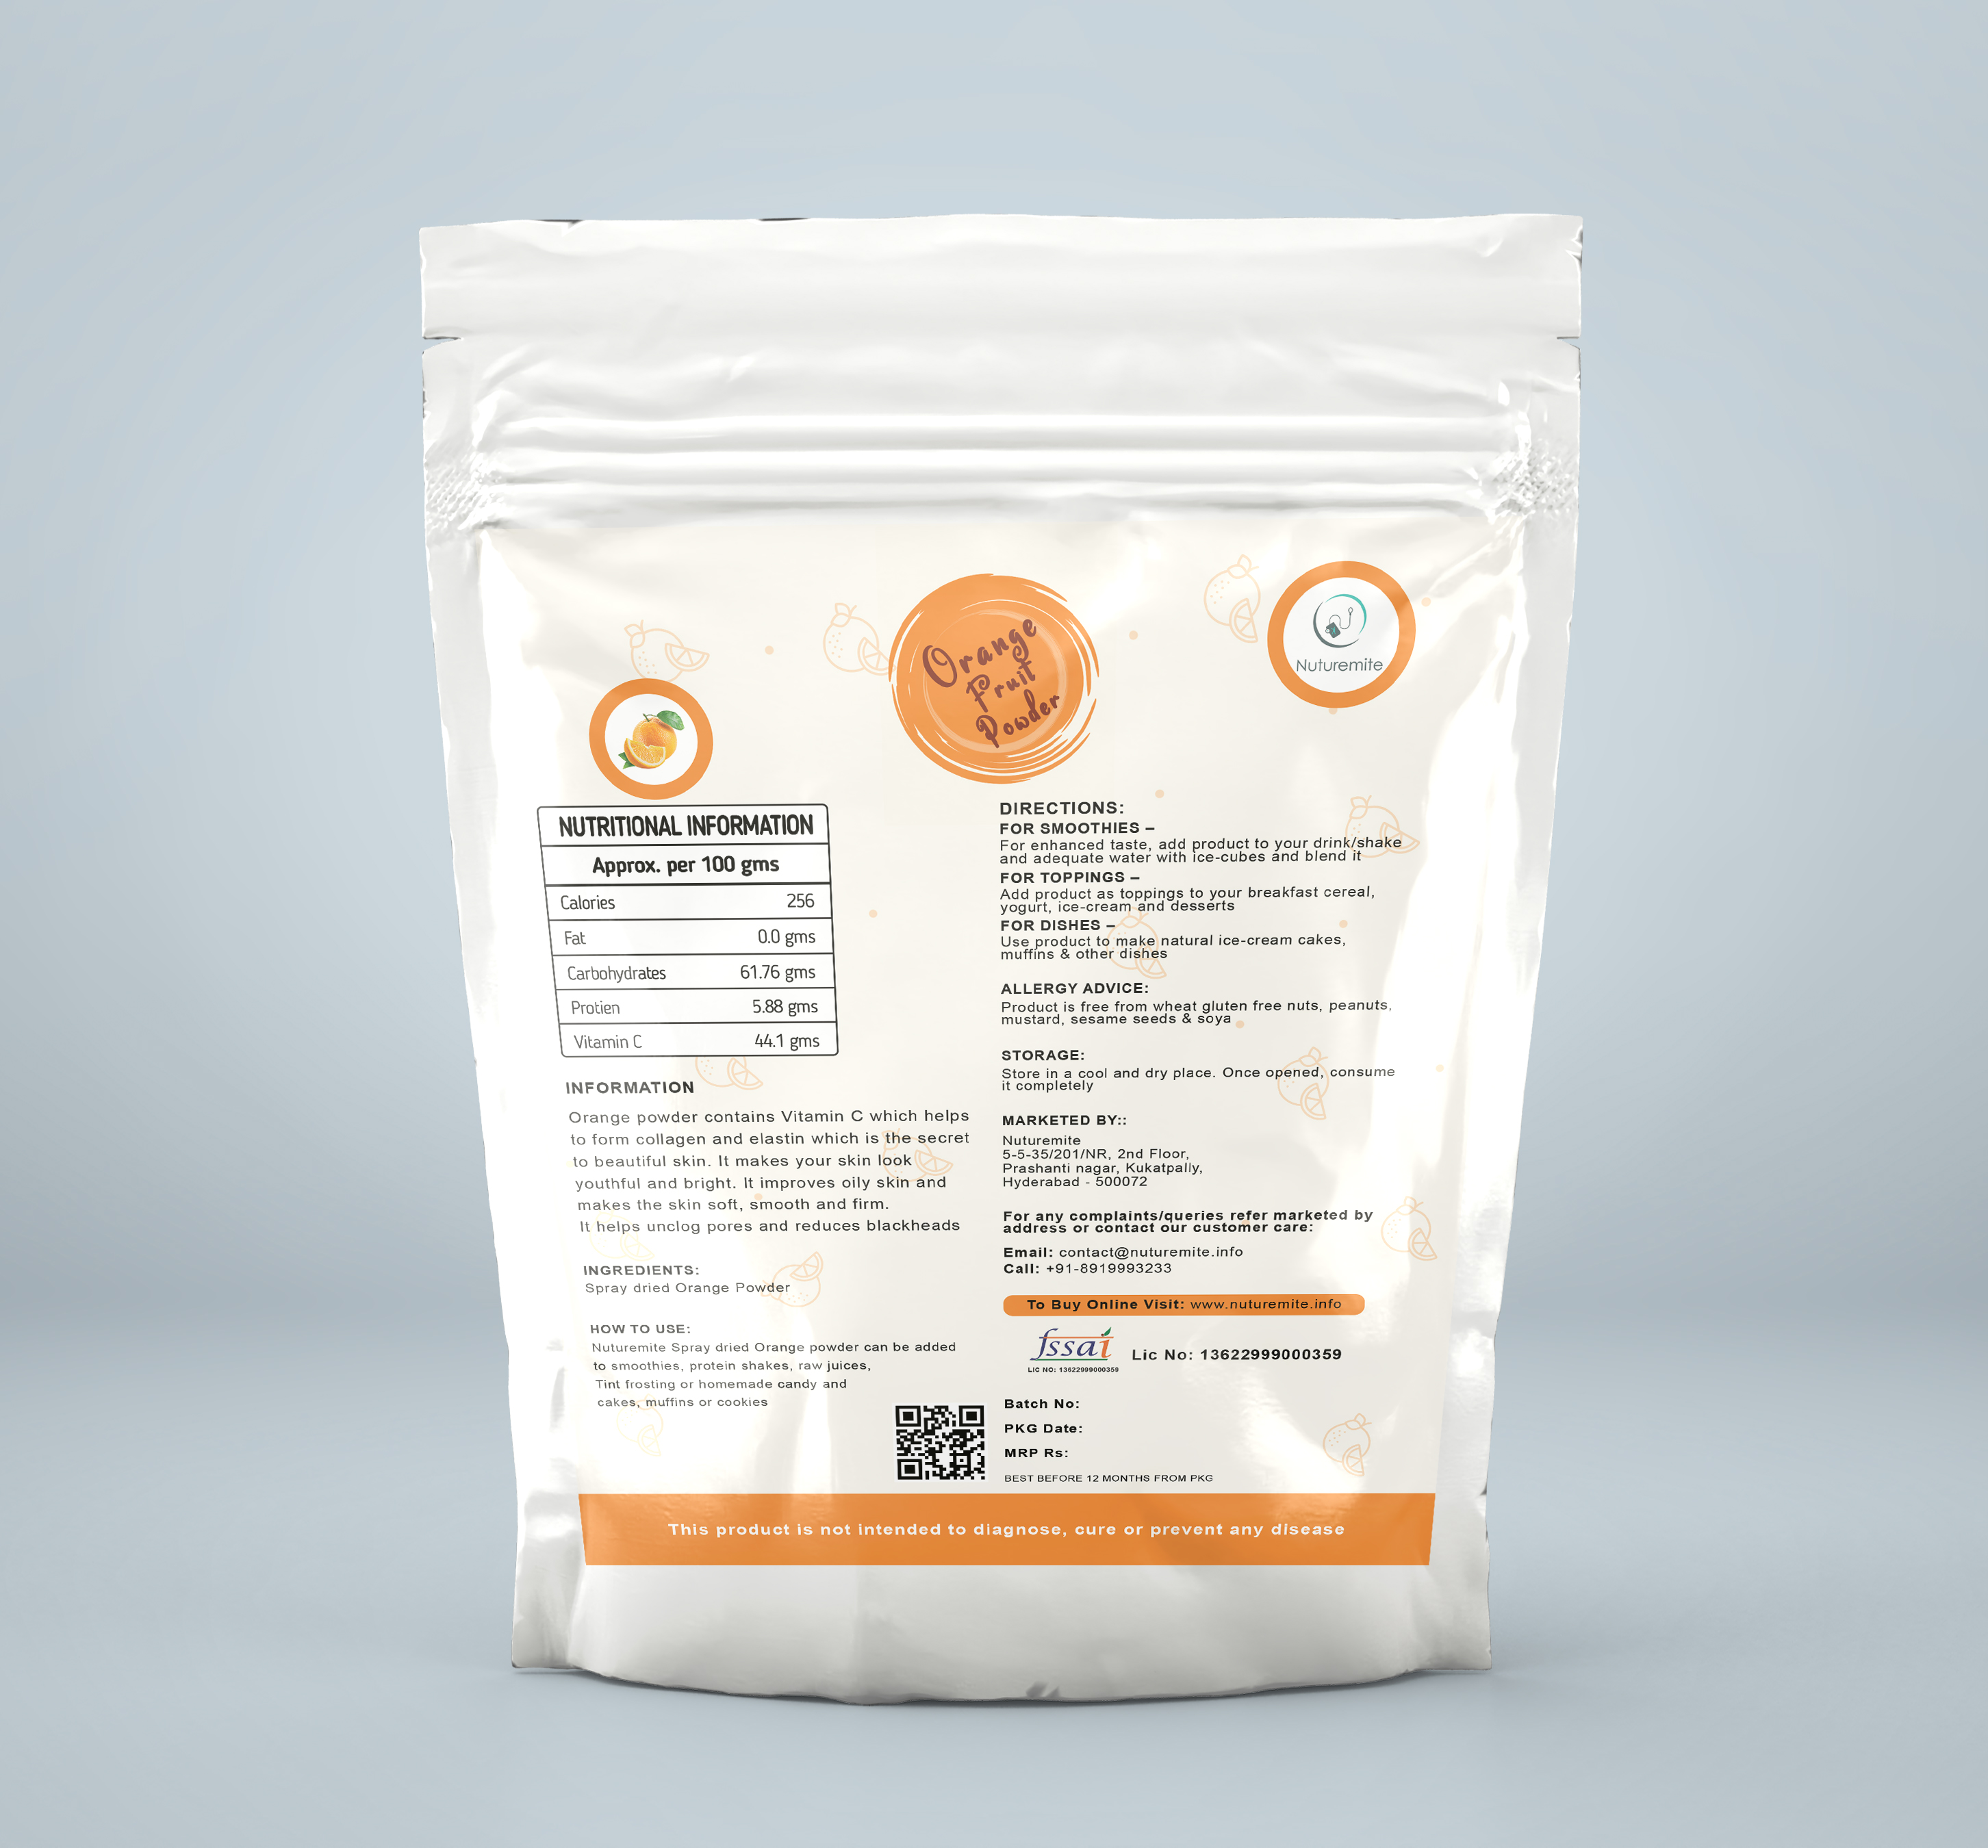 Orange
Fruit
Powder
Nuturemite
NUTRITIONAL INFORMATION
Approx. per 100 gms
Calories 256
Fat 0.0 gms
Carbohydrates 61.76 gms
Protien 5.88 gms
Vitamin C 44.1 gms
INFORMATION
Orange powder contains Vitamin C which helps
to form collagen and elastin which is the secret
to beautiful skin. It makes your skin look
youthful and bright. It improves oily skin and
makes the skin soft, smooth and firm.
It helps unclog pores and reduces blackheads
INGREDIENTS:
Spray dried Orange Powder
HOW TO USE:
Nuturemite Spray dried Orange powder can be added
to smoothies, protein shakes, raw juices,
Tint frosting or homemade candy and
cakes, muffins or cookies
DIRECTIONS:
FOR SMOOTHIES –
For enhanced taste, add product to your drink/shake
and adequate water with ice-cubes and blend it
FOR TOPPINGS –
Add product as toppings to your breakfast cereal,
yogurt, ice-cream and desserts
FOR DISHES –
Use product to make natural ice-cream cakes,
muffins & other dishes
ALLERGY ADVICE:
Product is free from wheat gluten free nuts, peanuts,
mustard, sesame seeds & soya
STORAGE:
Store in a cool and dry place. Once opened, consume
it completely
MARKETED BY::
Nuturemite
5-5-35/201/NR, 2nd Floor,
Prashanti nagar, Kukatpally,
Hyderabad - 500072
For any complaints/queries refer marketed by
address or contact our customer care:
Email: contact@nuturemite.info
Call: +91-8919993233
To Buy Online Visit: www.nuturemite.info
fssai
LIC NO: 13622999000359
Lic No: 13622999000359
Batch No:
PKG Date:
MRP Rs:
BEST BEFORE 12 MONTHS FROM PKG
This product is not intended to diagnose, cure or prevent any disease